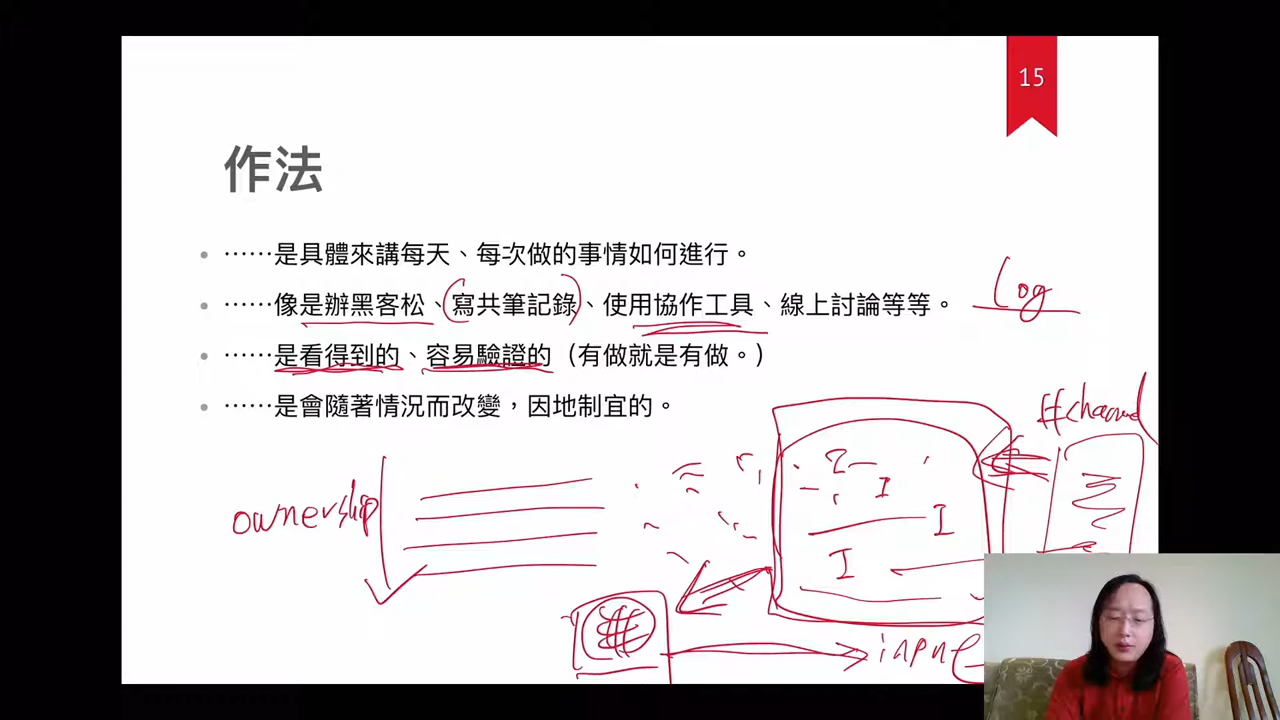 15
作法
……是具體來講每天、每次做的事情如何進行。
……像是辦黑客松、寫共筆記錄、使用協作工具、線上討論等等。
log
……是看得到的、容易驗證的（有做就是有做。）
……是會隨著情況而改變，因地制宜的。
#channel
ownership
#
input